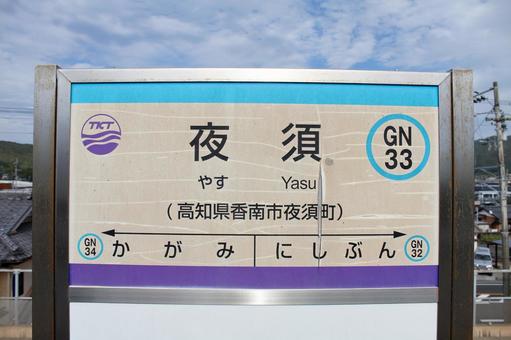 TKT
夜須
GN
33
やす Yasu
(高知県香南市夜須町)
GN
34
かがみ
にしぶん
GN
32